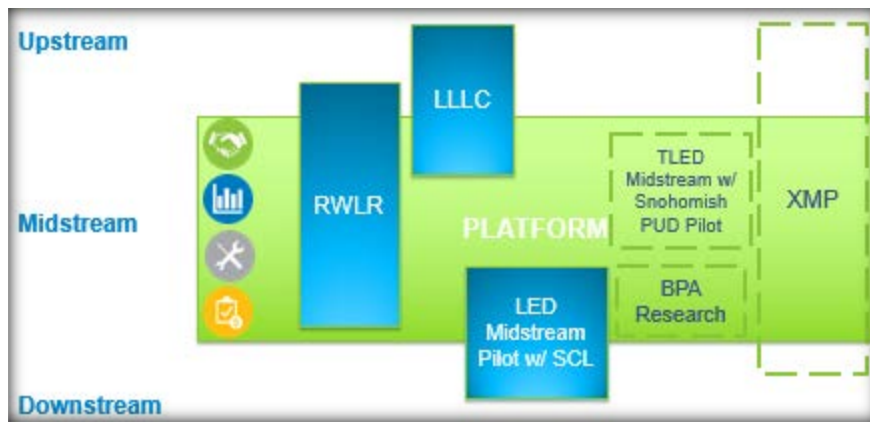 Upstream
LLLC
RWLR
TLED
Midstream w/
Snohomish
PUD Pilot
XMP
Midstream
PLATFORM
BPA
Research
LED
Midstream
Pilot w/ SCL
Downstream